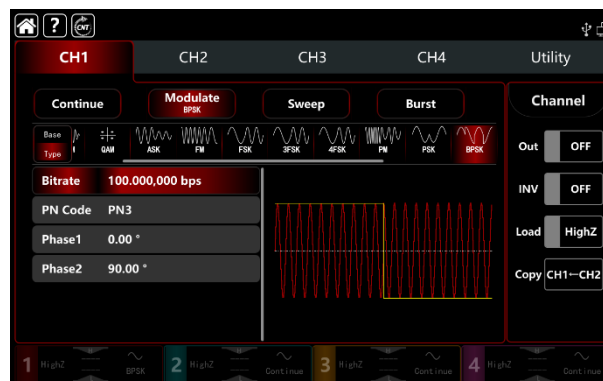 ? CNT
CH1 CH2 CH3 CH4 Utility
Continue Modulate BPSK Sweep Burst Channel
Base Type QAM ASK FM FSK 3FSK 4FSK PM PSK BPSK
Out OFF
Bitrate 100.000,000 bps
INV OFF
PN Code PN3
Phase1 0.00 °
Load HighZ
Phase2 90.00 °
Copy CH1←CH2
1 HighZ BPSK 2 HighZ Continue 3 HighZ Continue 4 HighZ Continue